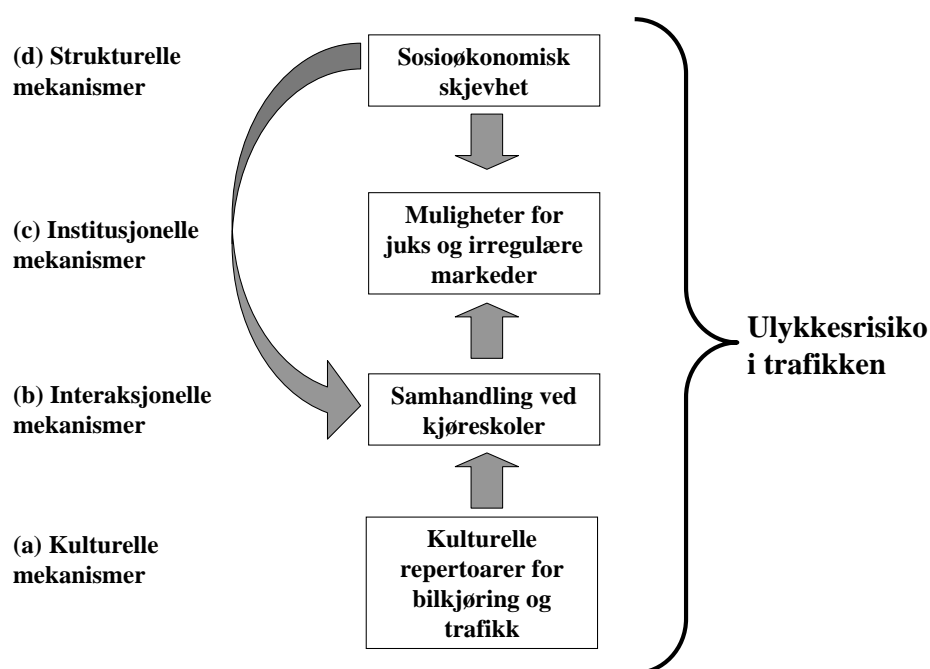 (d) Strukturelle
mekanismer
Sosioøkonomisk
skjevhet
(c) Institusjonelle
mekanismer
Muligheter for
juks og irregulære
markeder
Ulykkesrisiko
i trafikken
(b) Interaksjonelle
mekanismer
Samhandling ved
kjøreskoler
(a) Kulturelle
mekanismer
Kulturelle
repertoarer for
bilkjøring og
trafikk